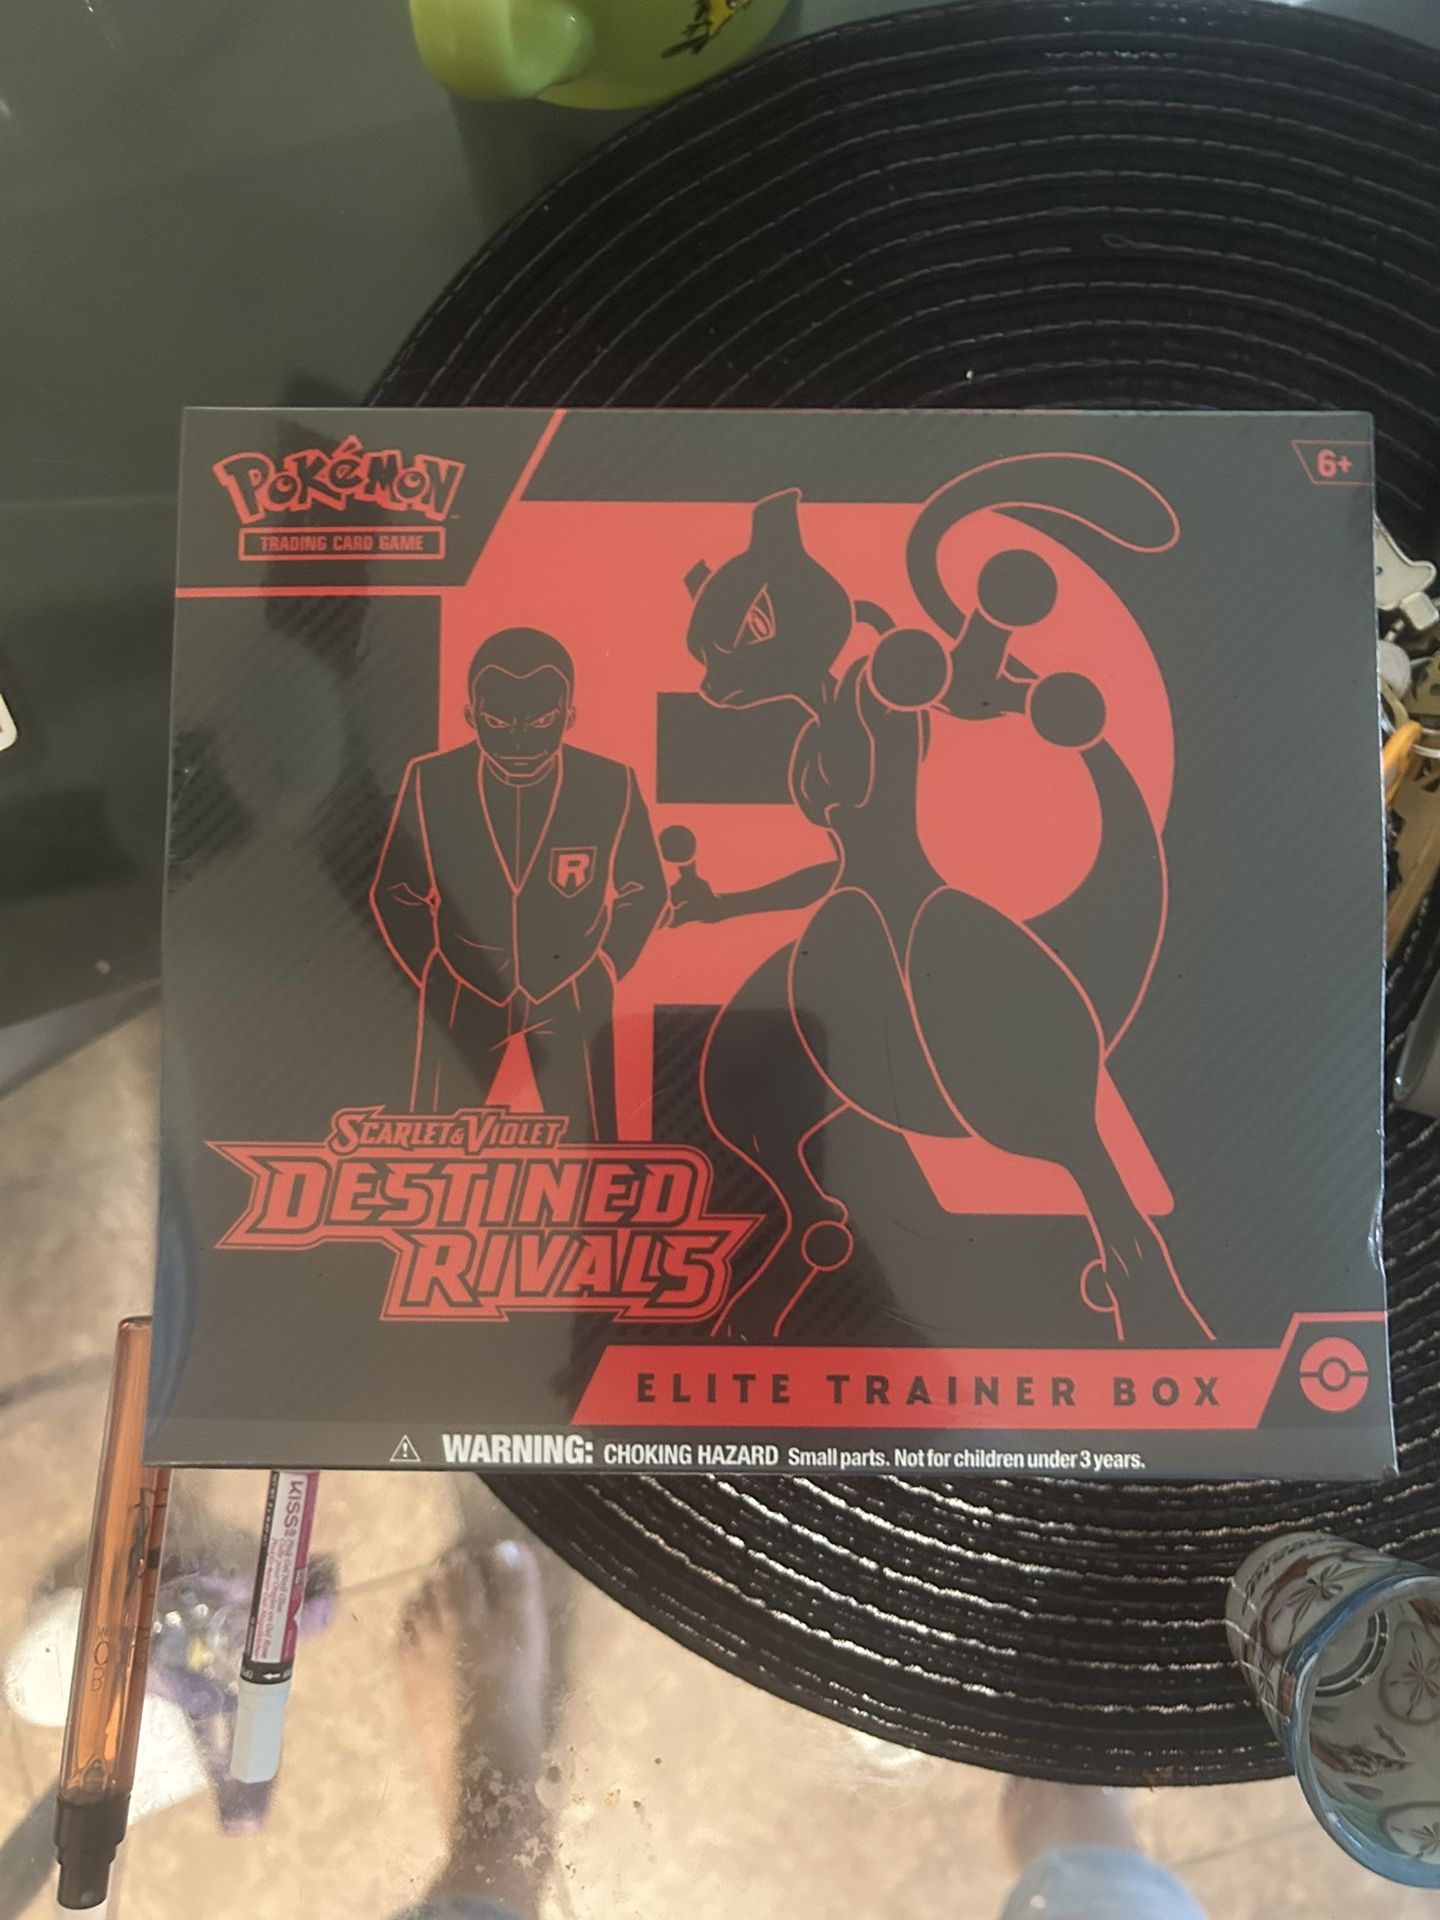 POKéMON
TRADING CARD GAME
6+
R
SCARLET & VIOLET
DESTINED
RIVALS
ELITE TRAINER BOX
WARNING: CHOKING HAZARD Small parts. Not for children under 3 years.
KISS